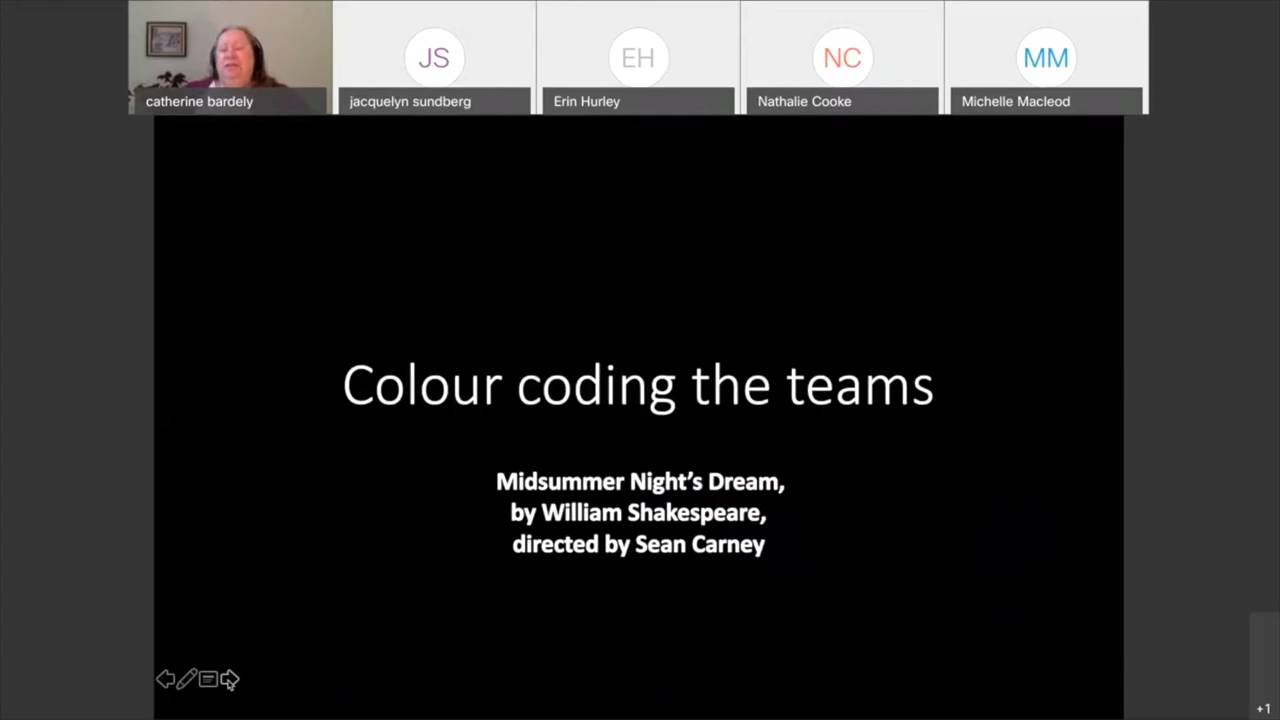 JS
EH
NC
MM
catherine bardely
jacquelyn sundberg
Erin Hurley
Nathalie Cooke
Michelle Macleod
Colour coding the teams
Midsummer Night's Dream,
by William Shakespeare,
directed by Sean Carney
+1